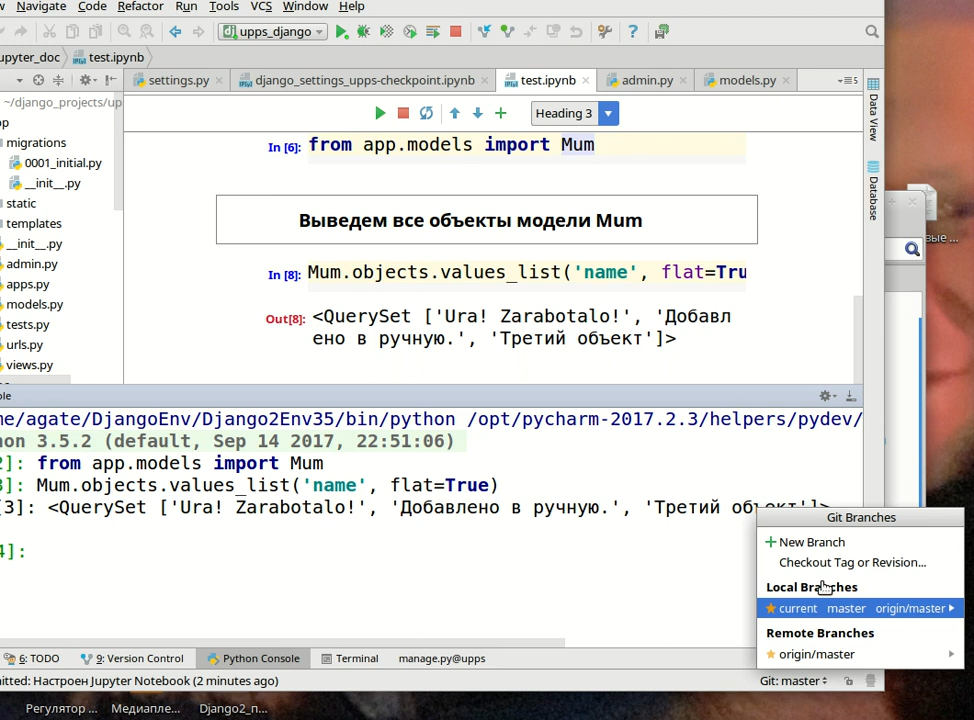 Navigate Code Refactor Run Tools VCS Window Help
upps_django
upyter_doc test.ipynb
settings.py django_settings_upps-checkpoint.ipynb test.ipynb admin.py models.py 5
~/django_projects/up
Heading 3
pp
migrations
0001_initial.py
__init__.py
static
templates
__init__.py
admin.py
apps.py
models.py
tests.py
urls.py
views.py
In [6]: from app.models import Mum
Выведем все объекты модели Mum
In [8]: Mum.objects.values_list('name', flat=Tru
Out[8]: <QuerySet ['Ura! Zarabotalo!', 'Добавл
ено в ручную.', 'Третий объект']>
Data View
Database
вые ...
ole
me/agate/DjangoEnv/Django2Env35/bin/python /opt/pycharm-2017.2.3/helpers/pydev/
hon 3.5.2 (default, Sep 14 2017, 22:51:06)
2]: from app.models import Mum
3]: Mum.objects.values_list('name', flat=True)
[3]: <QuerySet ['Ura! Zarabotalo!', 'Добавлено в ручную.', 'Третий объект']>
4]:
Git Branches
New Branch
Checkout Tag or Revision...
Local Branches
current master origin/master
Remote Branches
origin/master
6: TODO 9: Version Control Python Console Terminal manage.py@upps
itted: Настроен Jupyter Notebook (2 minutes ago) Git: master
Регулятор ... Медиапле... Django2_п...